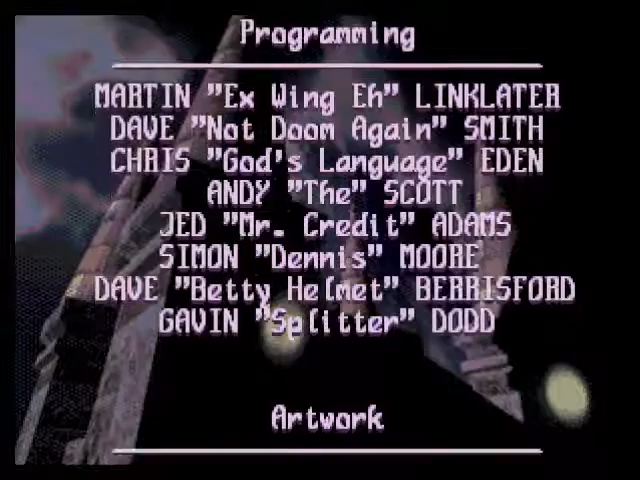 Programming
MARTIN "Ex Wing Eh" LINKLATER
DAVE "Not Doom Again" SMITH
CHRIS "God's Language" EDEN
ANDY "The" SCOTT
JED "Mr. Credit" ADAMS
SIMON "Dennis" MOORE
DAVE "Betty Helmet" BERRISFORD
GAVIN "Splitter" DODD
Artwork